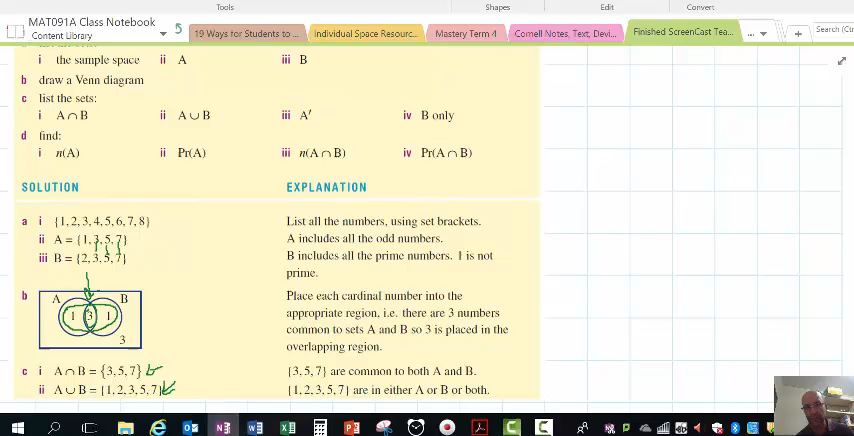 Tools Shapes Edit Convert
MAT091A Class Notebook
Content Library
19 Ways for Students to ...
Individual Space Resourc...
Mastery Term 4
Cornell Notes, Text, Devi...
Finished ScreenCast Tea...
...
+
Search (Ctrl
i the sample space ii A iii B
b draw a Venn diagram
c list the sets:
i A ∩ B ii A ∪ B iii A′ iv B only
d find:
i n(A) ii Pr(A) iii n(A ∩ B) iv Pr(A ∩ B)
SOLUTION EXPLANATION
a i {1, 2, 3, 4, 5, 6, 7, 8} List all the numbers, using set brackets.
ii A = {1, 3, 5, 7} A includes all the odd numbers.
iii B = {2, 3, 5, 7} B includes all the prime numbers. 1 is not
prime.
b Place each cardinal number into the
A B
appropriate region, i.e. there are 3 numbers
1 3 1
common to sets A and B so 3 is placed in the
3
overlapping region.
c i A ∩ B = {3, 5, 7} {3, 5, 7} are common to both A and B.
ii A ∪ B = {1, 2, 3, 5, 7} {1, 2, 3, 5, 7} are in either A or B or both.